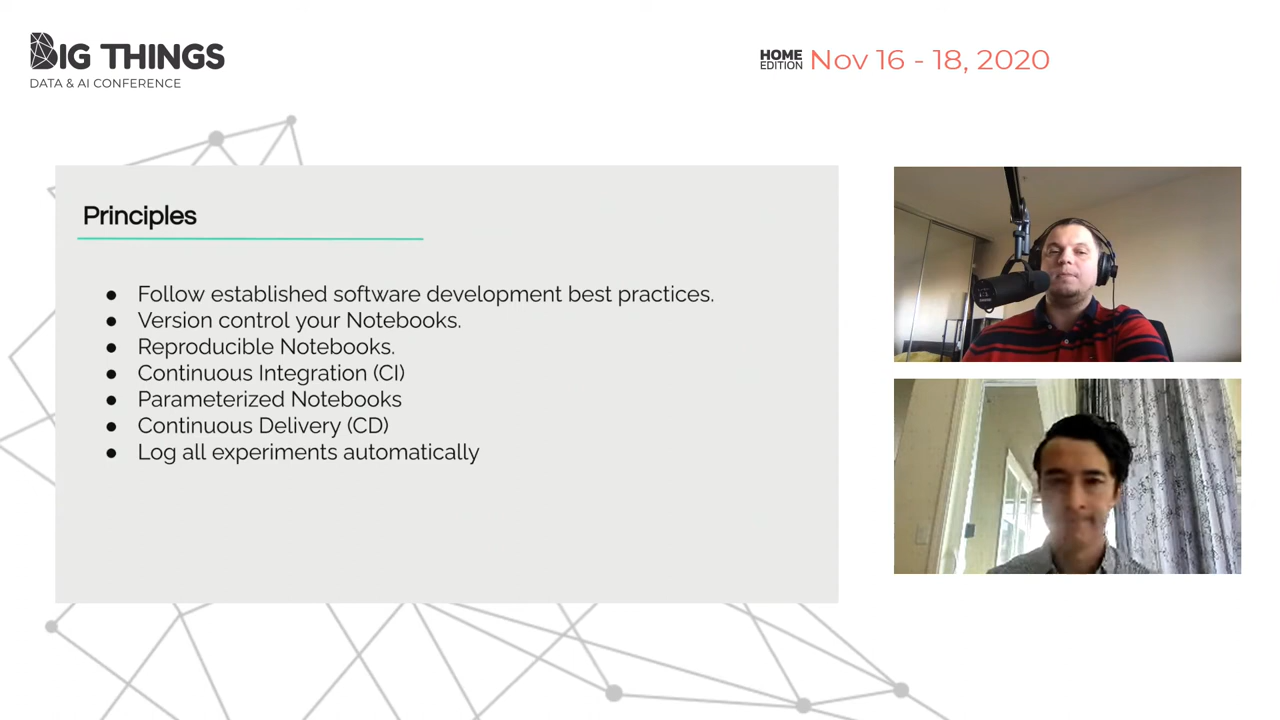 BIG THINGS
DATA & AI CONFERENCE
HOME
EDITION
Nov 16 - 18, 2020
Principles
● Follow established software development best practices.
● Version control your Notebooks.
● Reproducible Notebooks.
● Continuous Integration (CI)
● Parameterized Notebooks
● Continuous Delivery (CD)
● Log all experiments automatically